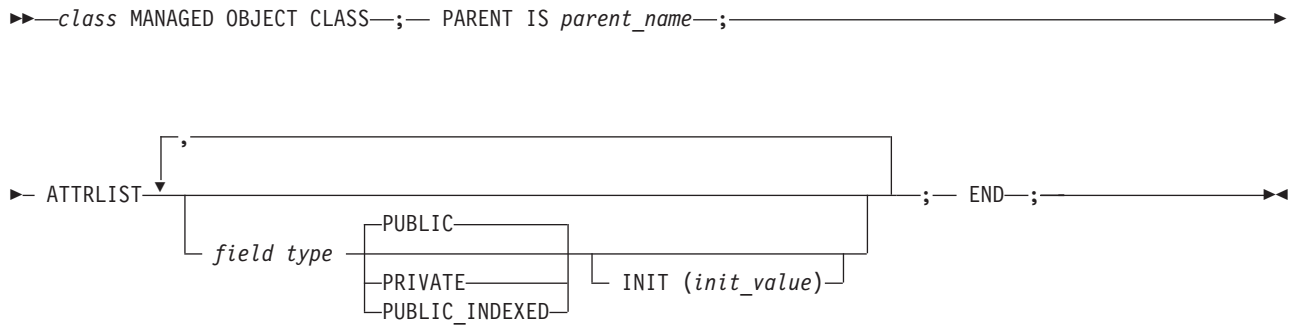 class MANAGED OBJECT CLASS ; PARENT IS parent_name ;
,
ATTRLIST ; END ;
PUBLIC
field type
PRIVATE INIT (init_value)
PUBLIC_INDEXED